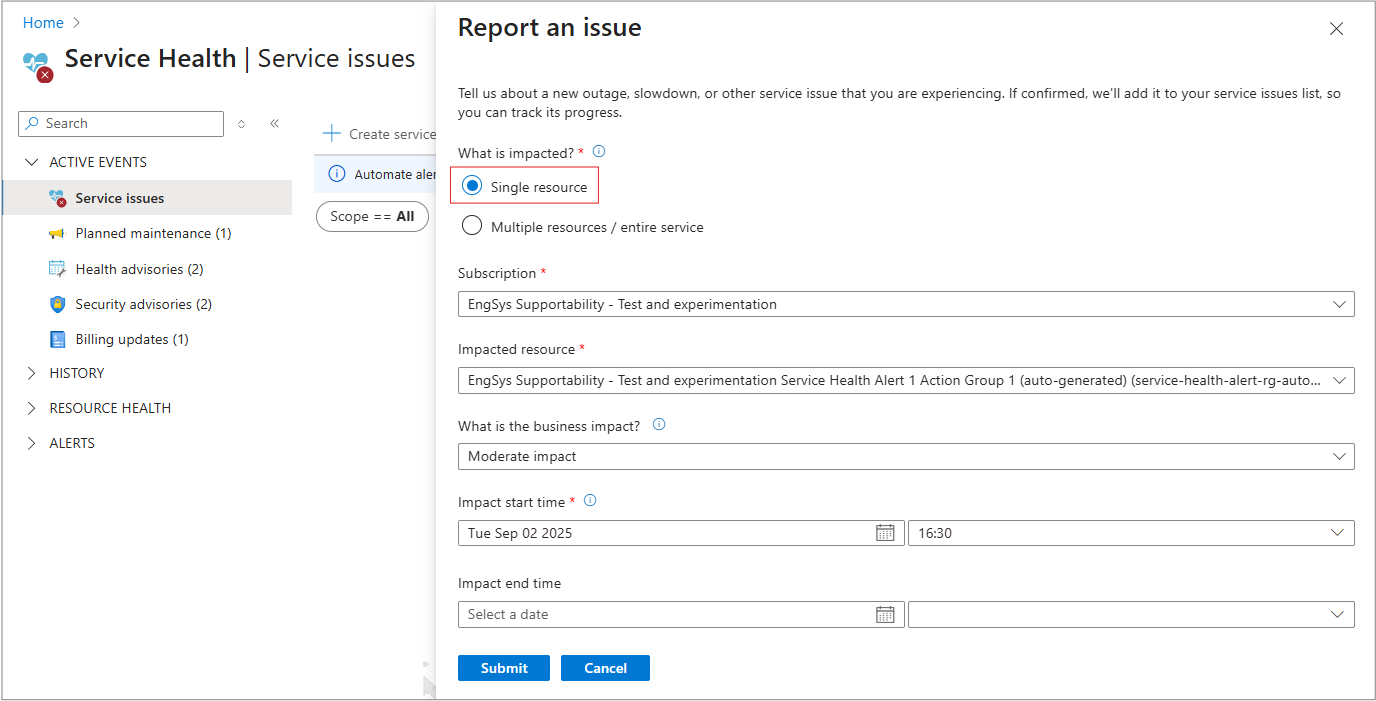 Home
Service Health | Service issues
Search
ACTIVE EVENTS
Service issues
Planned maintenance (1)
Health advisories (2)
Security advisories (2)
Billing updates (1)
HISTORY
RESOURCE HEALTH
ALERTS
Create service
Automate aler
Scope == All
Report an issue
Tell us about a new outage, slowdown, or other service issue that you are experiencing. If confirmed, we'll add it to your service issues list, so
you can track its progress.
What is impacted? *
Single resource
Multiple resources / entire service
Subscription *
EngSys Supportability - Test and experimentation
Impacted resource *
EngSys Supportability - Test and experimentation Service Health Alert 1 Action Group 1 (auto-generated) (service-health-alert-rg-auto...
What is the business impact?
Moderate impact
Impact start time *
Tue Sep 02 2025 16:30
Impact end time
Select a date
Submit Cancel